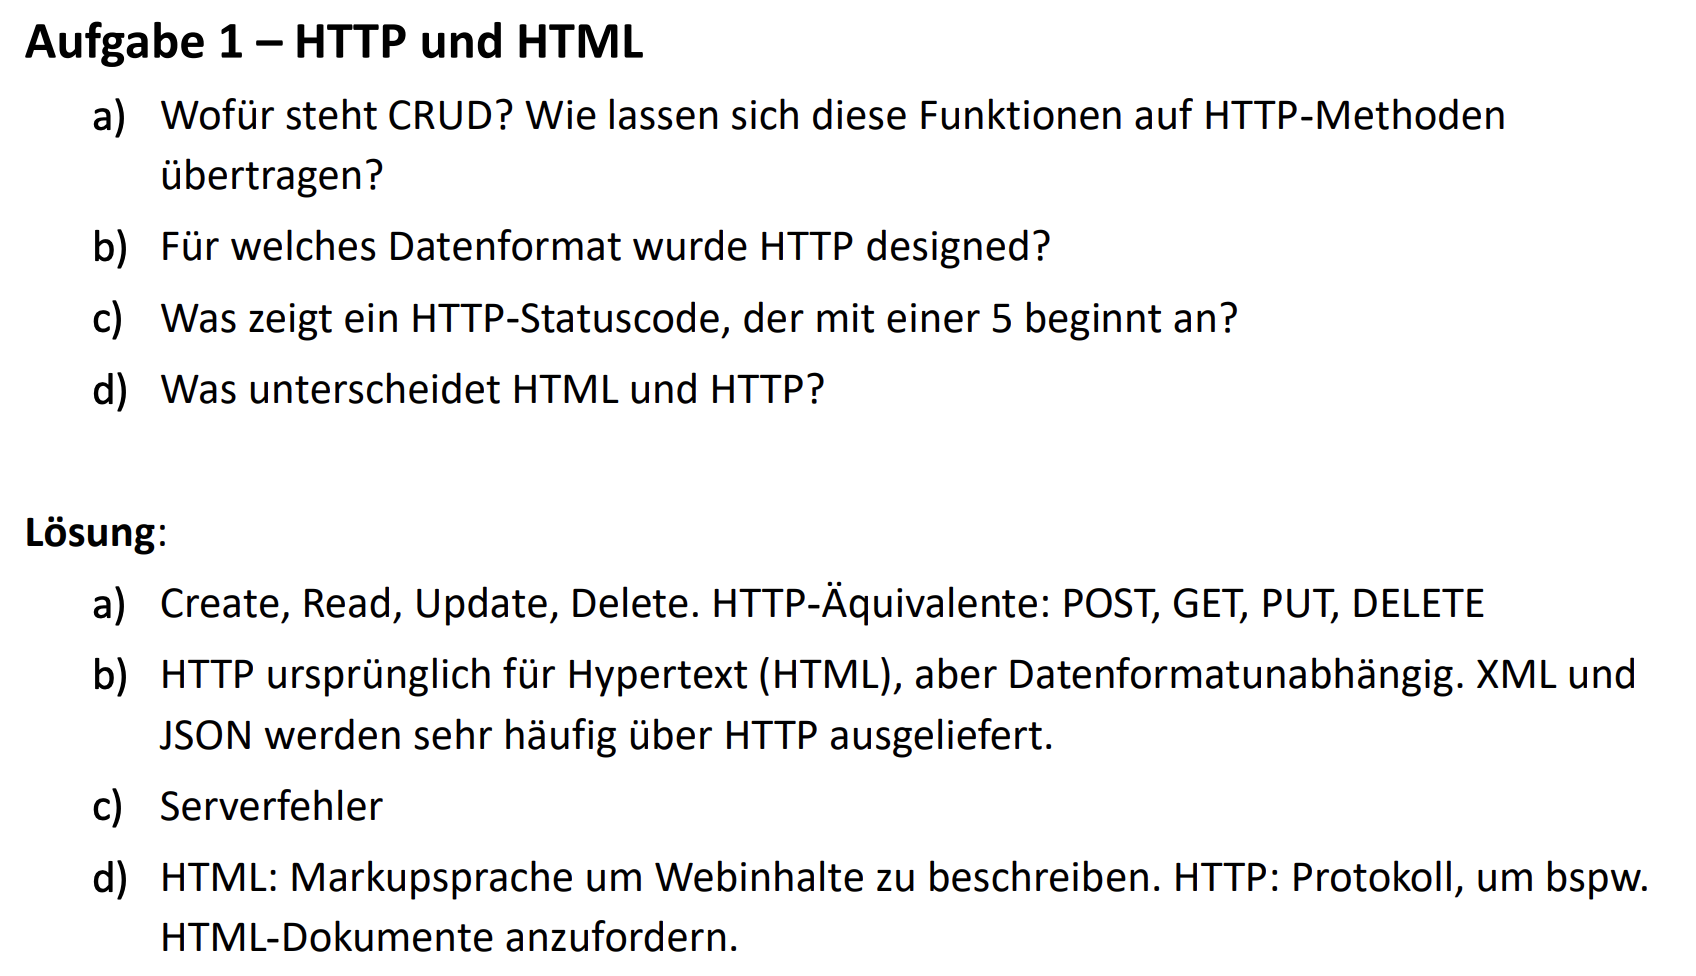 Aufgabe 1 – HTTP und HTML
a) Wofür steht CRUD? Wie lassen sich diese Funktionen auf HTTP-Methoden
übertragen?
b) Für welches Datenformat wurde HTTP designed?
c) Was zeigt ein HTTP-Statuscode, der mit einer 5 beginnt an?
d) Was unterscheidet HTML und HTTP?
Lösung:
a) Create, Read, Update, Delete. HTTP-Äquivalente: POST, GET, PUT, DELETE
b) HTTP ursprünglich für Hypertext (HTML), aber Datenformatunabhängig. XML und
JSON werden sehr häufig über HTTP ausgeliefert.
c) Serverfehler
d) HTML: Markupsprache um Webinhalte zu beschreiben. HTTP: Protokoll, um bspw.
HTML-Dokumente anzufordern.